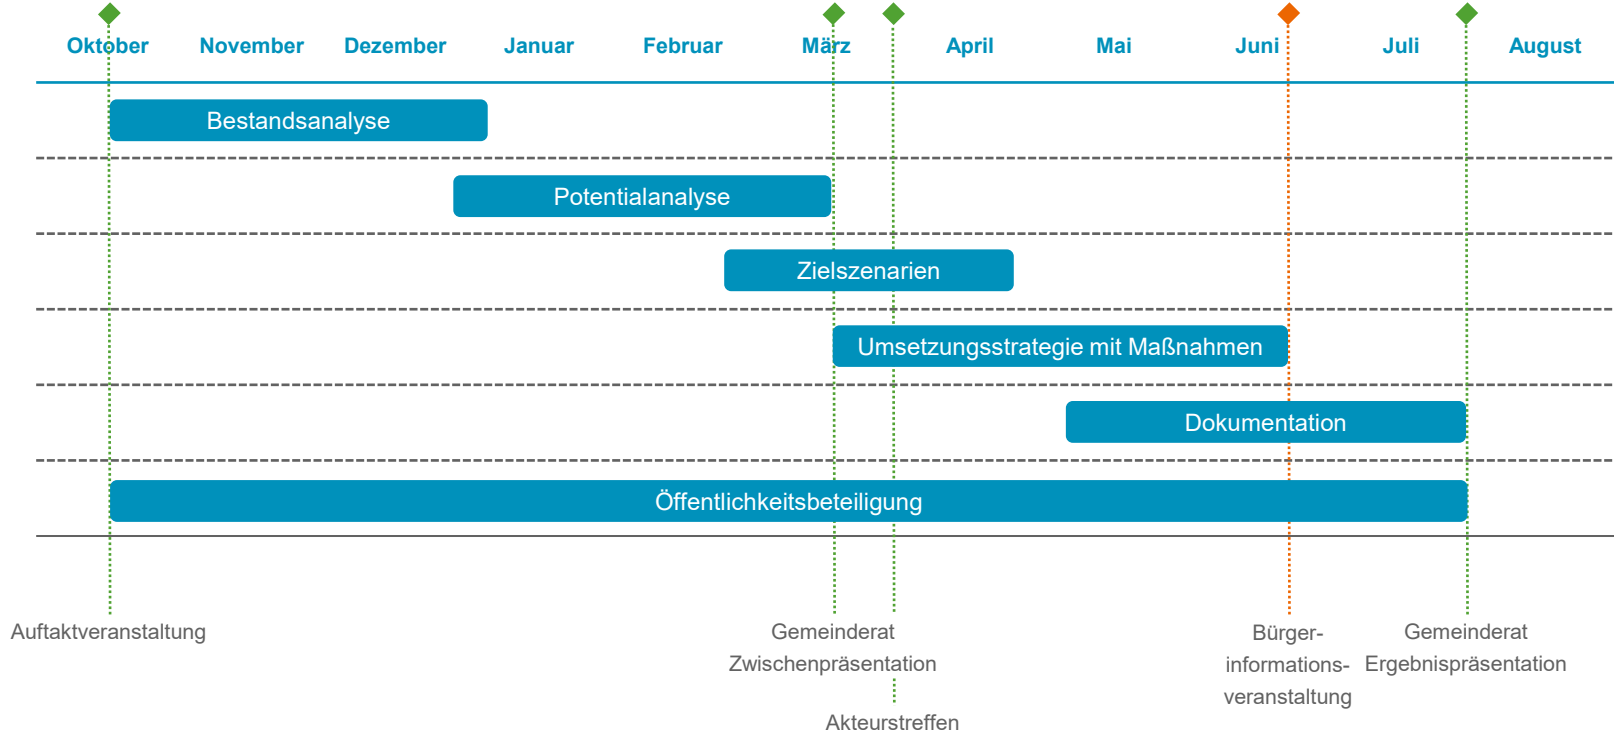 Oktober November Dezember Januar Februar März April Mai Juni Juli August
Bestandsanalyse
Potentialanalyse
Zielszenarien
Umsetzungsstrategie mit Maßnahmen
Dokumentation
Öffentlichkeitsbeteiligung
Auftaktveranstaltung
Gemeinderat
Zwischenpräsentation
Akteurstreffen
Bürger-
informations-
veranstaltung
Gemeinderat
Ergebnispräsentation